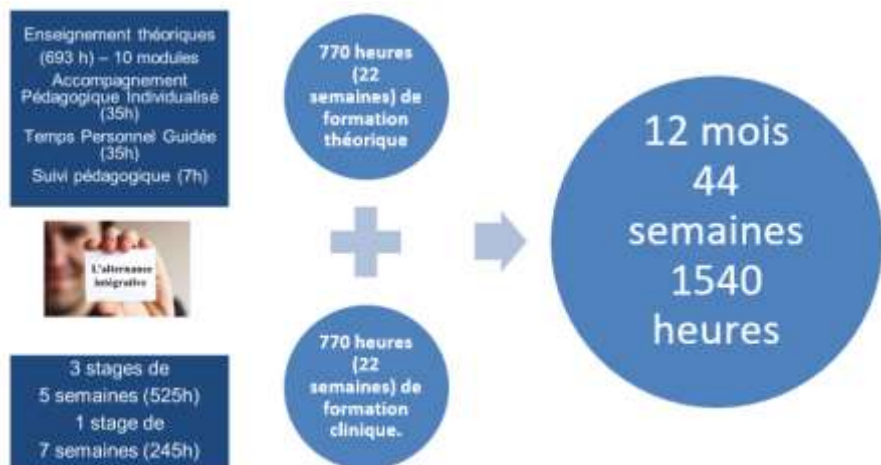 Enseignement théoriques
(693 h) – 10 modules
Accompagnement
Pédagogique Individualisé
(35h)
Temps Personnel Guidée
(35h)
Suivi pédagogique (7h)
L'alternance
intégrative
3 stages de
5 semaines (525h)
1 stage de
7 semaines (245h)
770 heures
(22
semaines) de
formation
théorique
770 heures
(22
semaines) de
formation
clinique.
12 mois
44
semaines
1540
heures